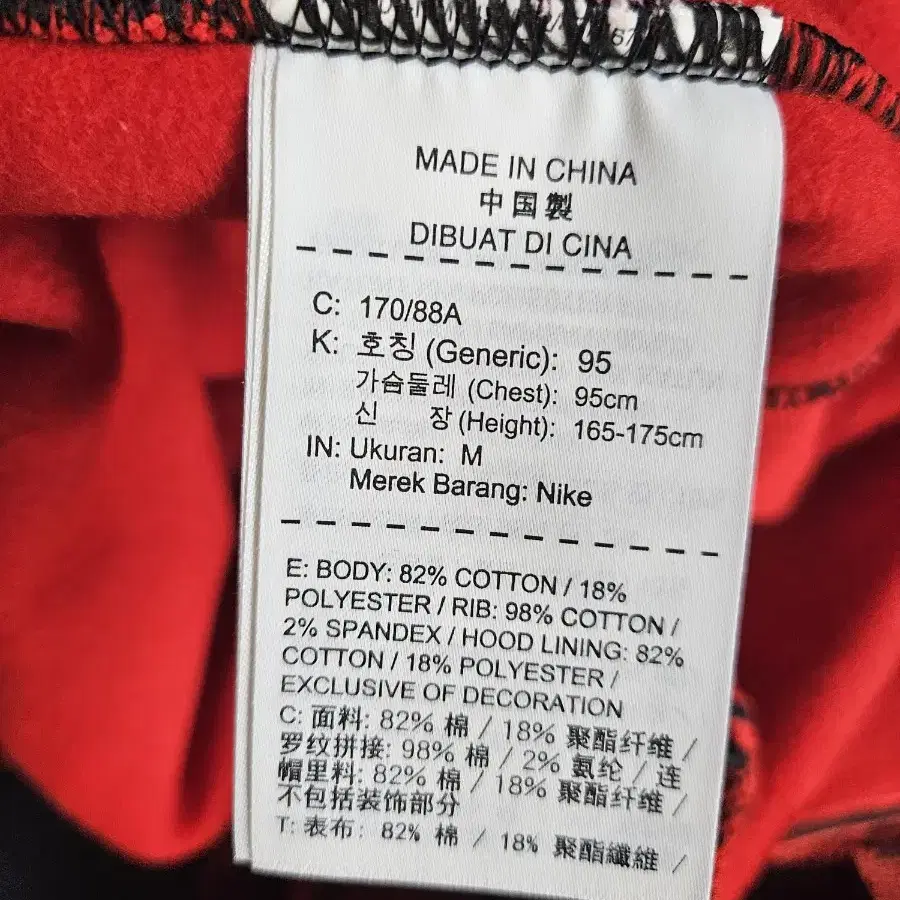 MADE IN CHINA
中国製
DIBUAT DI CINA
C: 170/88A
K: 호칭 (Generic): 95
가슴둘레 (Chest): 95cm
신 장 (Height): 165-175cm
IN: Ukuran: M
Merek Barang: Nike
E: BODY: 82% COTTON / 18%
POLYESTER / RIB: 98% COTTON /
2% SPANDEX / HOOD LINING: 82%
COTTON / 18% POLYESTER /
EXCLUSIVE OF DECORATION
C: 面料: 82% 棉 / 18% 聚酯纤维 /
罗纹拼接: 98% 棉 / 2% 氨纶 / 连
帽里料: 82% 棉 / 18% 聚酯纤维 /
不包括装饰部分
T: 表布: 82% 棉 / 18% 聚酯纖維 /